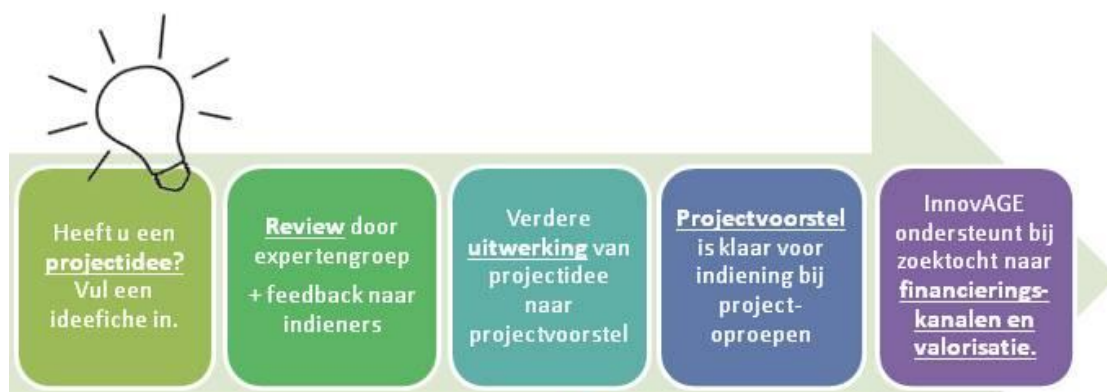 Heeft u een
projectidee?
Vul een
ideefiche in.
Review door
expertengroep
+ feedback naar
indieners
Verdere
uitwerking van
projectidee
naar
projectvoorstel
Projectvoorstel
is klaar voor
indiening bij
project-
oproepen
InnovAGE
ondersteunt bij
zoektocht naar
financierings-
kanalen en
valorisatie.